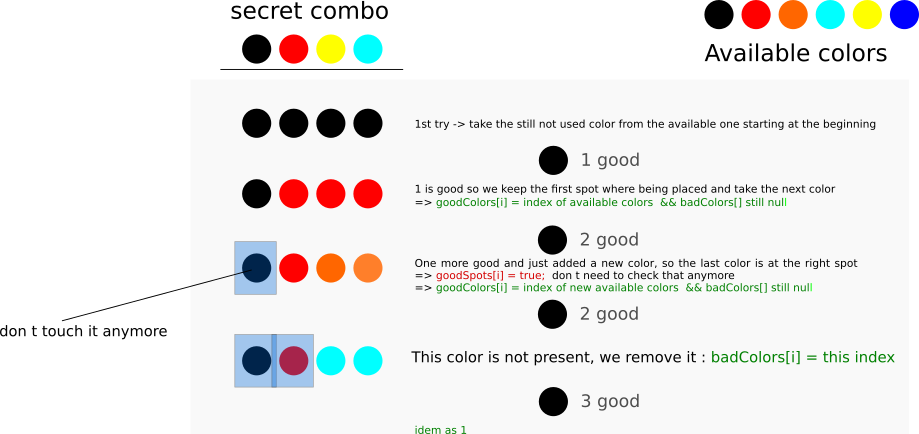 secret combo
Available colors
1st try -> take the still not used color from the available one starting at the beginning
1 good
1 is good so we keep the first spot where being placed and take the next color
=> goodColors[i] = index of available colors && badColors[] still null
2 good
One more good and just added a new color, so the last color is at the right spot
=> goodSpots[i] = true; don t need to check that anymore
=> goodColors[i] = index of new available colors && badColors[] still null
2 good
don t touch it anymore
This color is not present, we remove it : badColors[i] = this index
3 good
idem as 1